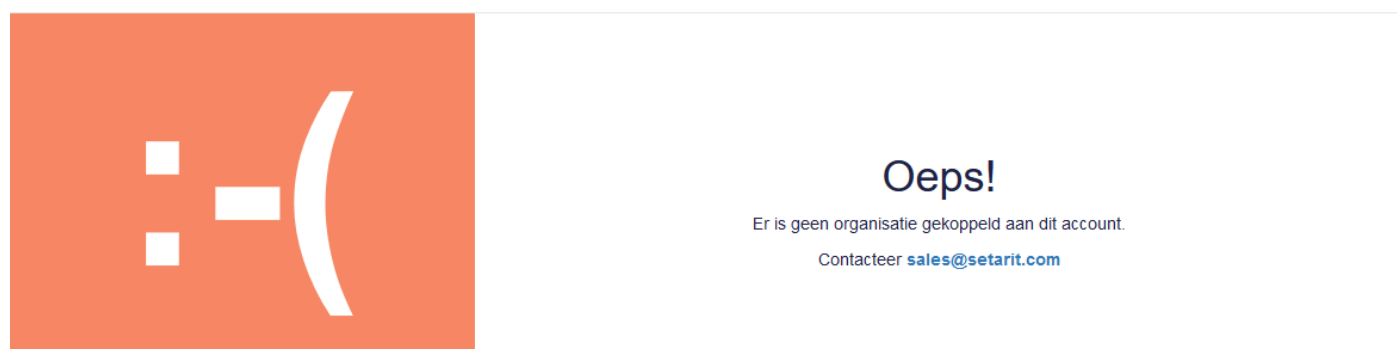 :-(
Oeps!
Er is geen organisatie gekoppeld aan dit account.
Contacteer sales@setarit.com